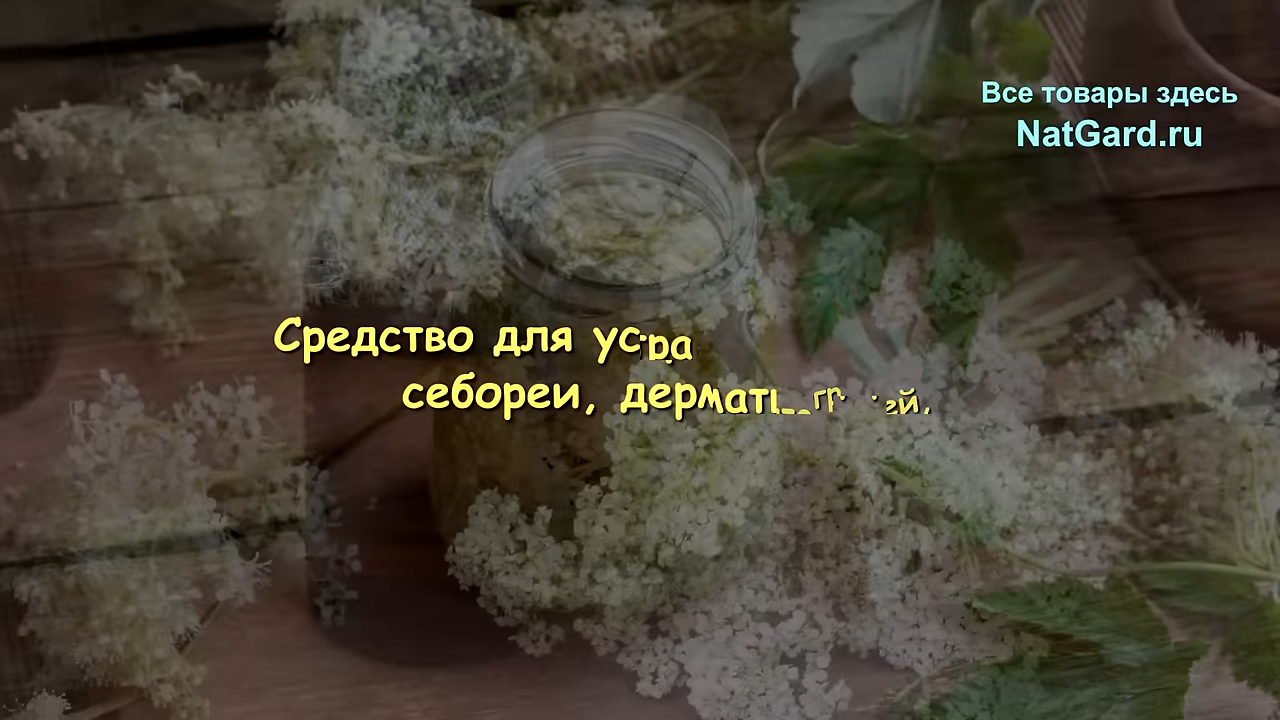 Все товары здесь
NatGard.ru
Средство для
себореи,